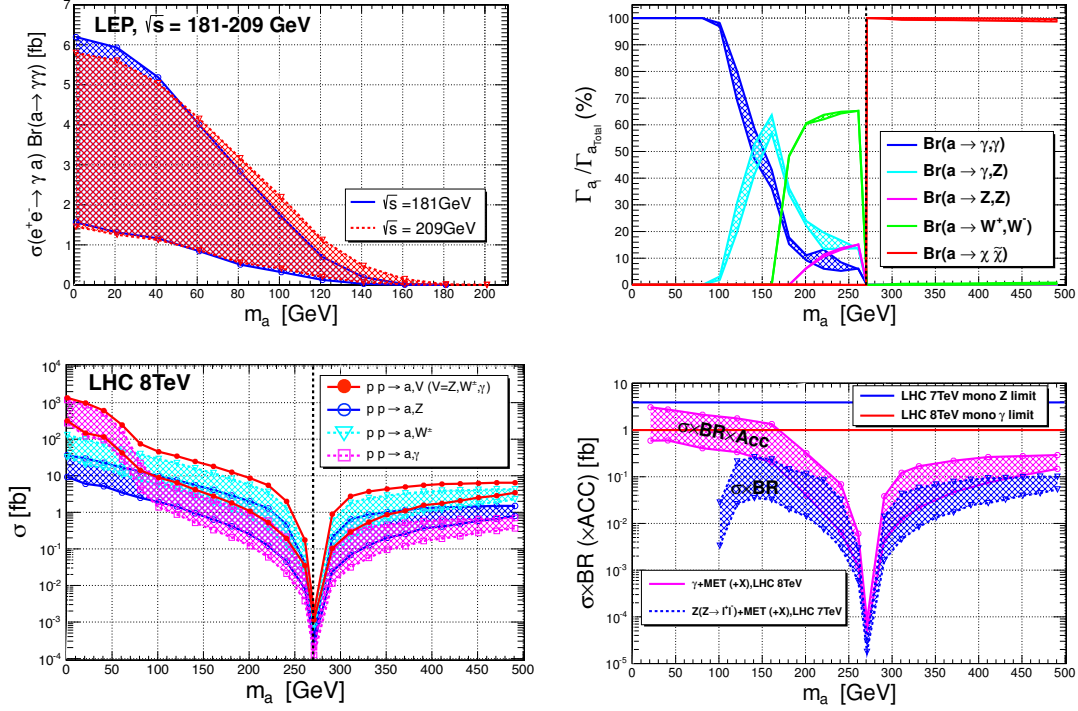 LEP, √s = 181-209 GeV
σ(e⁺e⁻→ γ a) Br(a→ γγ) [fb]
7
6
5
4
3
2
1
0
√s =181GeV
√s = 209GeV
0 20 40 60 80 100 120 140 160 180 200
mₐ [GeV]
Γ_{a_i}/Γ_{a_Total} (%)
100
90
80
70
60
50
40
30
20
10
0
Br(a → γ,γ)
Br(a → γ,Z)
Br(a → Z,Z)
Br(a → W⁺,W⁻)
Br(a → χ χ̃)
0 50 100 150 200 250 300 350 400 450 500
mₐ [GeV]
LHC 8TeV
σ [fb]
10⁴
10³
10²
10
1
10⁻¹
10⁻²
10⁻³
10⁻⁴
p p → a,V (V=Z,W±,γ)
p p → a,Z
p p → a,W±
p p → a,γ
0 50 100 150 200 250 300 350 400 450 500
mₐ [GeV]
σ×BR (×ACC) [fb]
10
1
10⁻¹
10⁻²
10⁻³
10⁻⁴
10⁻⁵
LHC 7TeV mono Z limit
LHC 8TeV mono γ limit
σ×BR×Acc
σ×BR
γ+MET (+X),LHC 8TeV
Z(Z→ l⁺l⁻)+MET (+X),LHC 7TeV
0 50 100 150 200 250 300 350 400 450 500
mₐ [GeV]